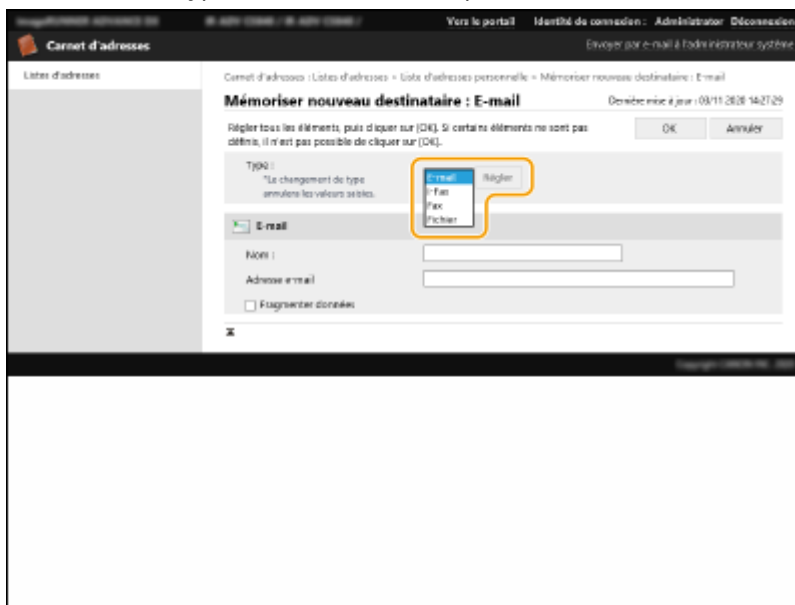 Vers le portail Identité de connexion : Administrator Déconnexion
Carnet d'adresses
Envoyer par e-mail à l'administrateur système
Listes d'adresses
Carnet d'adresses : Listes d'adresses > Liste d'adresses personnelle > Mémoriser nouveau destinataire : E-mail
Mémoriser nouveau destinataire : E-mail
Dernière mise à jour : 09/11 2020 14:27:29
Régler tous les éléments, puis cliquer sur [OK]. Si certains éléments ne sont pas
définis, il n'est pas possible de cliquer sur [OK].
OK Annuler
Type :
*Le changement de type
annulera les valeurs saisies.
E-mail
I-Fax
Fax
Fichier
Régler
E-mail
Nom :
Adresse e-mail
Fragmenter données